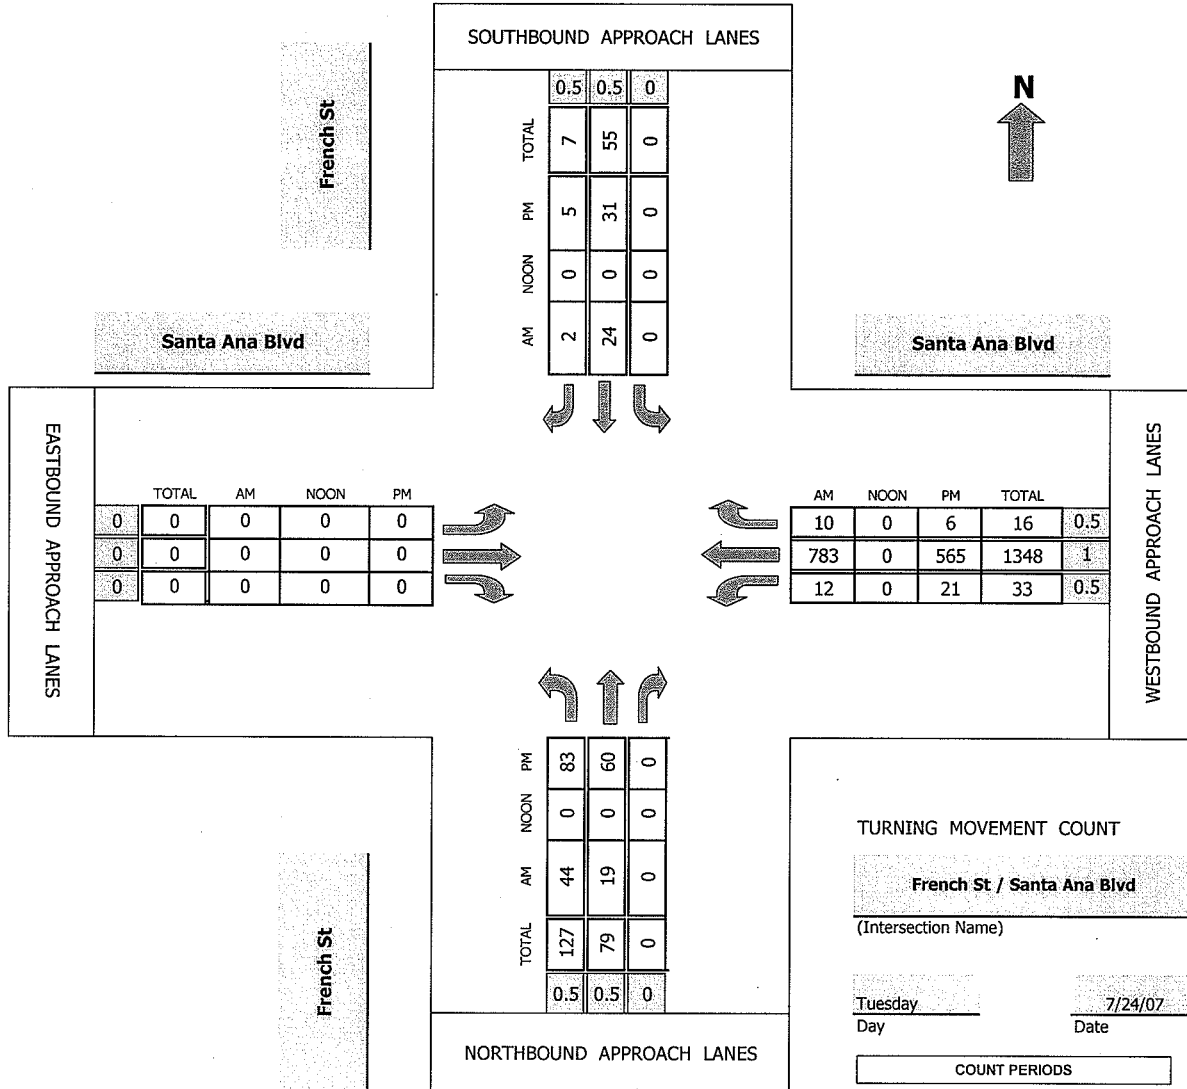 SOUTHBOUND APPROACH LANES
0.5 0.5 0
TOTAL 7 55 0
PM 5 31 0
NOON 0 0 0
AM 2 24 0
French St
N
Santa Ana Blvd
Santa Ana Blvd
EASTBOUND APPROACH LANES
TOTAL AM NOON PM
0 0 0 0 0
0 0 0 0 0
0 0 0 0 0
AM NOON PM TOTAL
10 0 6 16 0.5
783 0 565 1348 1
12 0 21 33 0.5
WESTBOUND APPROACH LANES
PM 83 60 0
NOON 0 0 0
AM 44 19 0
TOTAL 127 79 0
0.5 0.5 0
NORTHBOUND APPROACH LANES
French St
TURNING MOVEMENT COUNT
French St / Santa Ana Blvd
(Intersection Name)
Tuesday 7/24/07
Day Date
COUNT PERIODS